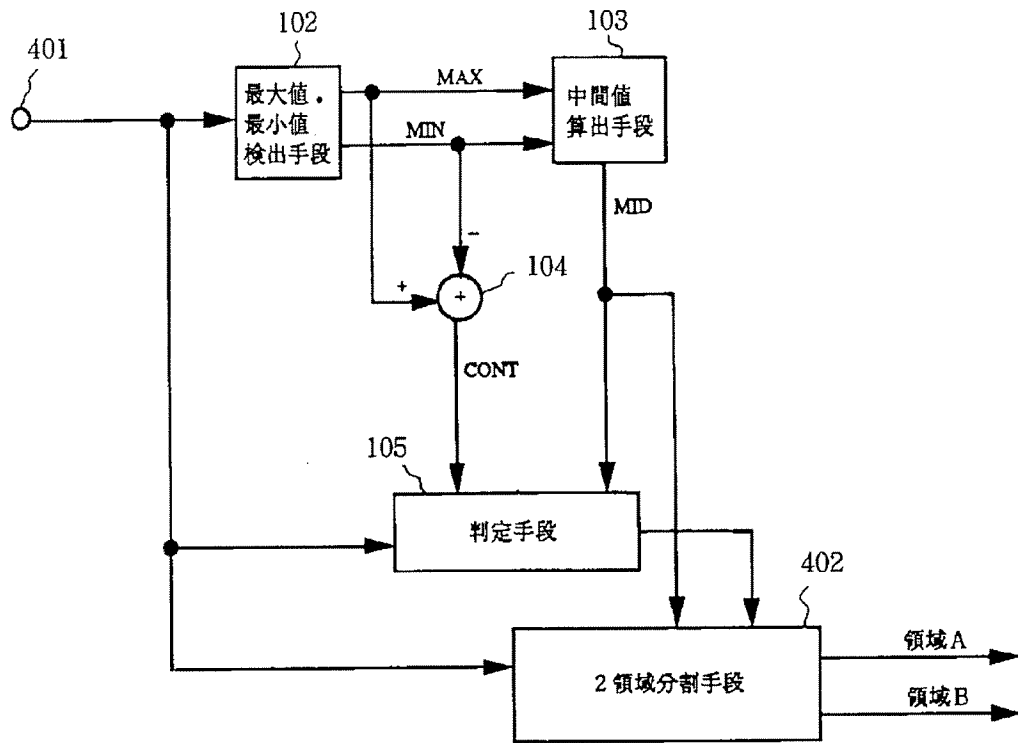 401
102
103
最大値・
最小値
検出手段
MAX
MIN
中間値
算出手段
MID
−
+
+
104
CONT
105
判定手段
402
2領域分割手段
領域A
領域B